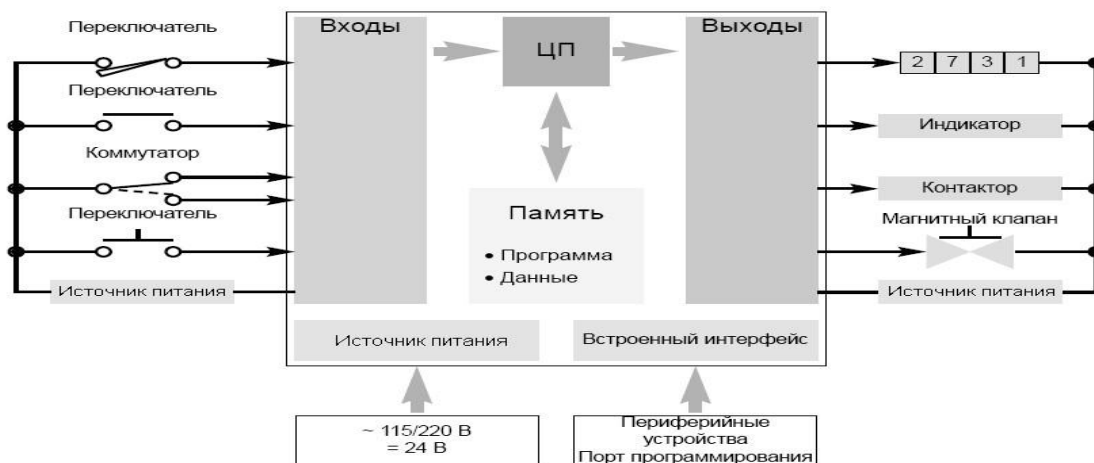 Переключатель
Переключатель
Коммутатор
Переключатель
Источник питания
Входы
ЦП
Выходы
Память
• Программа
• Данные
Источник питания
Встроенный интерфейс
2 7 3 1
Индикатор
Контактор
Магнитный клапан
Источник питания
~ 115/220 В
= 24 В
Периферийные
устройства
Порт программирования